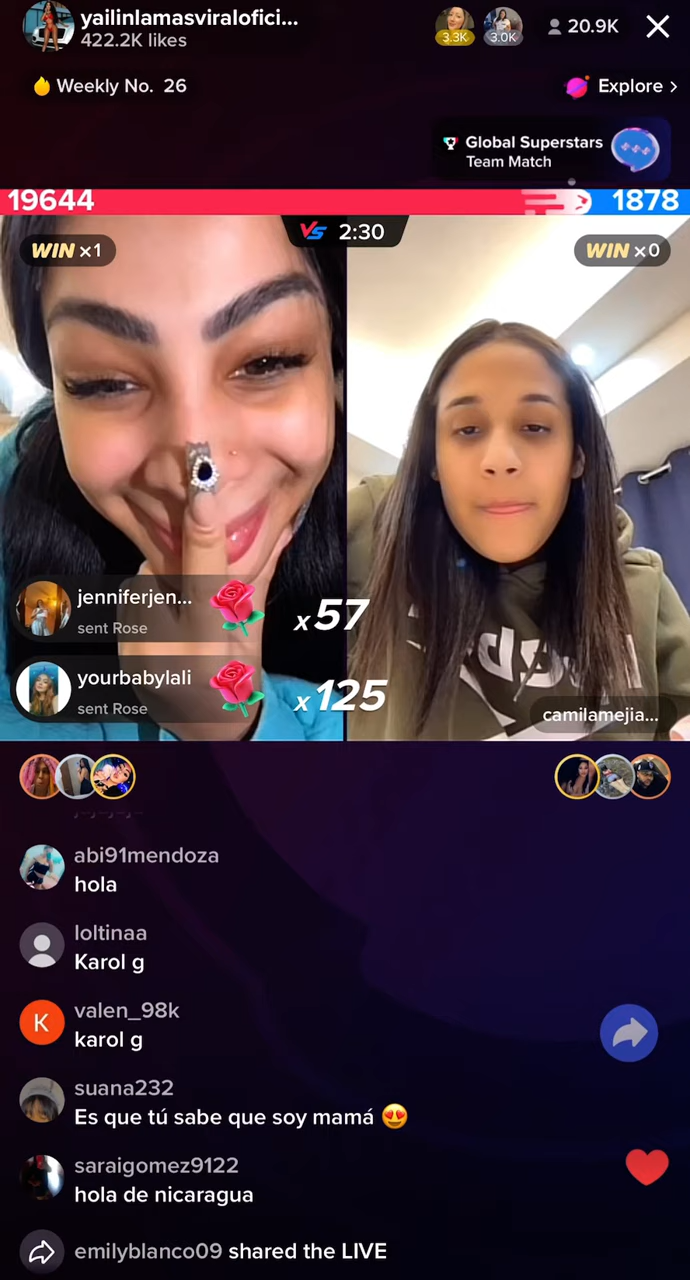 yailinlamasviralofici...
422.2K likes
3.3K
3.0K
20.9K
Weekly No. 26
Explore >
Global Superstars
Team Match
19644
1878
VS 2:30
WIN x1
WIN x0
jenniferjen...
sent Rose
x57
yourbabylali
sent Rose
x125
camilamejia...
abi91mendoza
hola
loltinaa
Karol g
K
valen_98k
karol g
suana232
Es que tú sabe que soy mamá 😍
saraigomez9122
hola de nicaragua
emilyblanco09 shared the LIVE